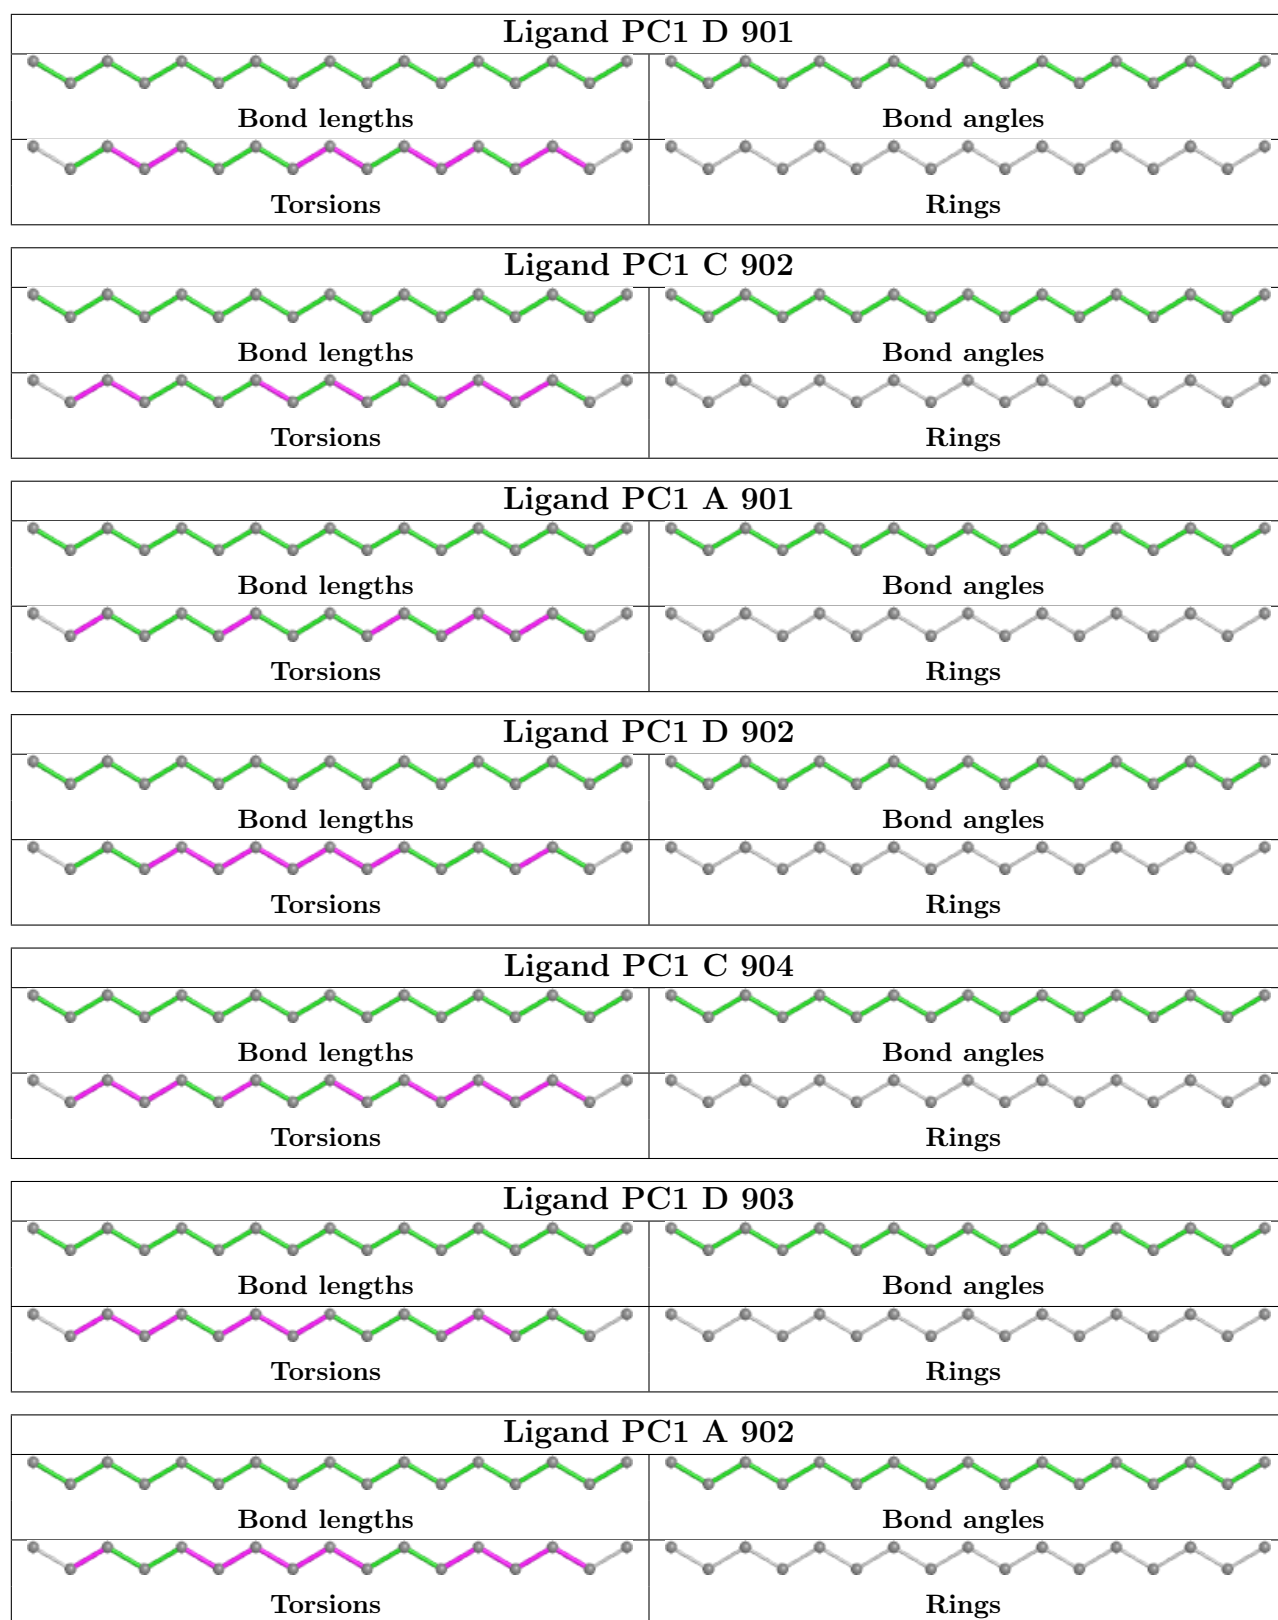 Ligand PC1 D 901
Bond lengths Bond angles
Torsions Rings
Ligand PC1 C 902
Bond lengths Bond angles
Torsions Rings
Ligand PC1 A 901
Bond lengths Bond angles
Torsions Rings
Ligand PC1 D 902
Bond lengths Bond angles
Torsions Rings
Ligand PC1 C 904
Bond lengths Bond angles
Torsions Rings
Ligand PC1 D 903
Bond lengths Bond angles
Torsions Rings
Ligand PC1 A 902
Bond lengths Bond angles
Torsions Rings